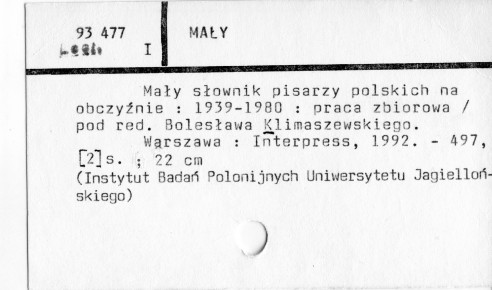 93 477
I
MAŁY
Mały słownik pisarzy polskich na
obczyźnie : 1939-1980 : praca zbiorowa /
pod red. Bolesława Klimaszewskiego.
Warszawa : Interpress, 1992. - 497,
[2]s. ; 22 cm
(Instytut Badań Polonijnych Uniwersytetu Jagielloń-
skiego)